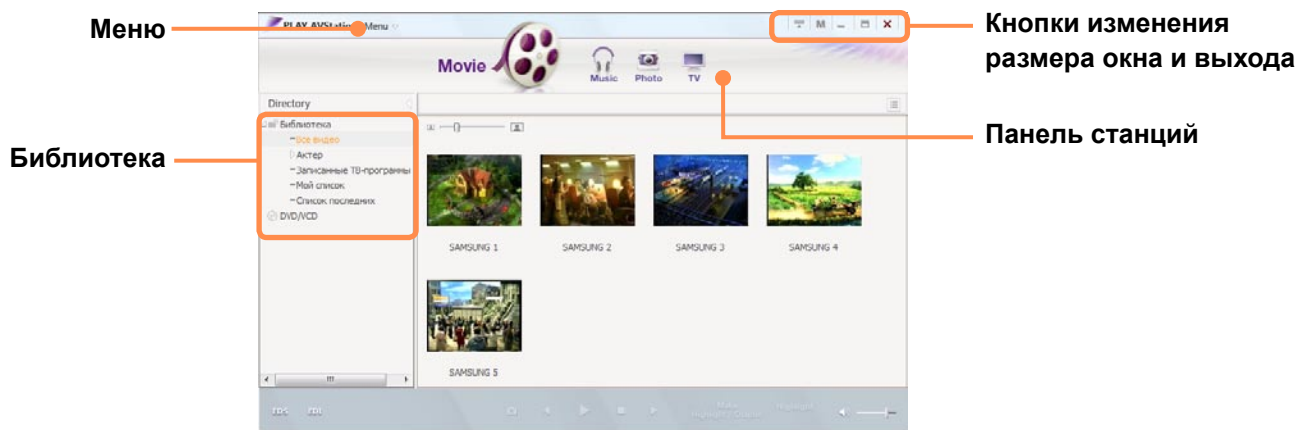 Меню
PLAY AVStation
Menu
Кнопки изменения
размера окна и выхода
M
Movie
Music
Photo
TV
Панель станций
Directory
Библиотека
Библиотека
Все видео
Актер
Записанные ТВ-программы
Мой список
Список последних
DVD/VCD
SAMSUNG 1
SAMSUNG 2
SAMSUNG 3
SAMSUNG 4
SAMSUNG 5
EDS
EDI